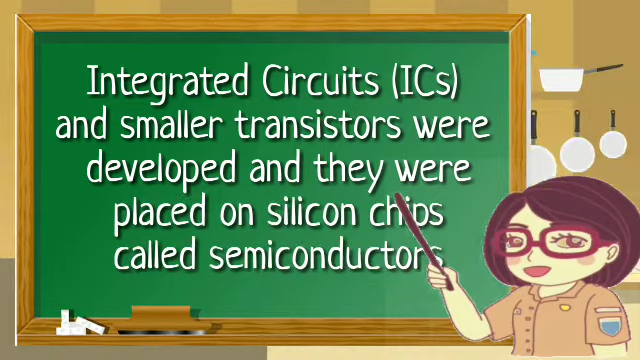 Integrated Circuits (ICs)
and smaller transistors were
developed and they were
placed on silicon chips
called semiconductors